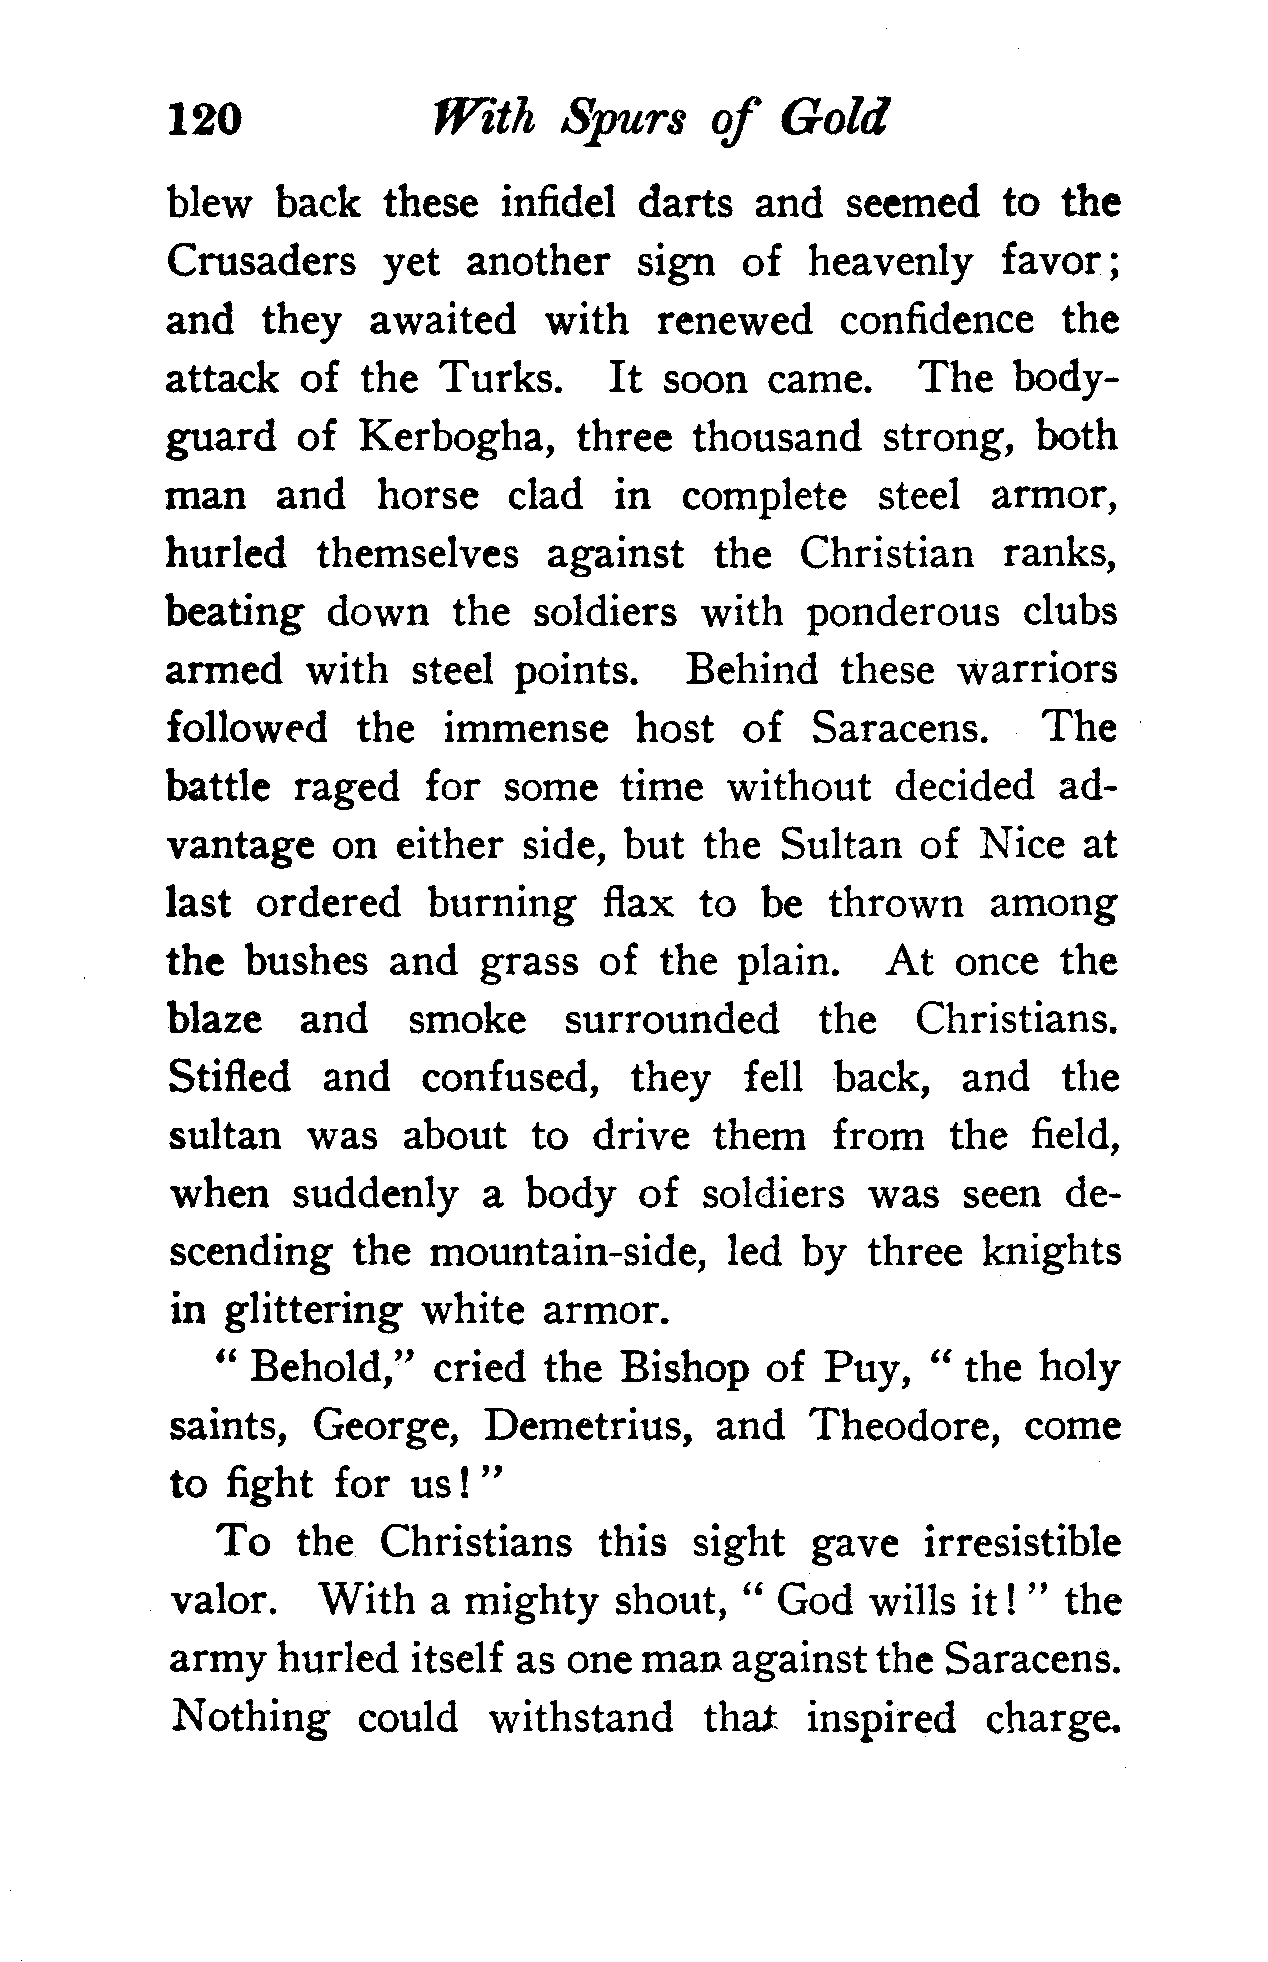 120 With Spurs of Gold
blew back these infidel darts and seemed to the
Crusaders yet another sign of heavenly favor;
and they awaited with renewed confidence the
attack of the Turks. It soon came. The body-
guard of Kerbogha, three thousand strong, both
man and horse clad in complete steel armor,
hurled themselves against the Christian ranks,
beating down the soldiers with ponderous clubs
armed with steel points. Behind these warriors
followed the immense host of Saracens. The
battle raged for some time without decided ad-
vantage on either side, but the Sultan of Nice at
last ordered burning flax to be thrown among
the bushes and grass of the plain. At once the
blaze and smoke surrounded the Christians.
Stifled and confused, they fell back, and the
sultan was about to drive them from the field,
when suddenly a body of soldiers was seen de-
scending the mountain-side, led by three knights
in glittering white armor.
“ Behold,” cried the Bishop of Puy, “ the holy
saints, George, Demetrius, and Theodore, come
to fight for us! ”
To the Christians this sight gave irresistible
valor. With a mighty shout, “ God wills it! ” the
army hurled itself as one man against the Saracens.
Nothing could withstand that inspired charge.